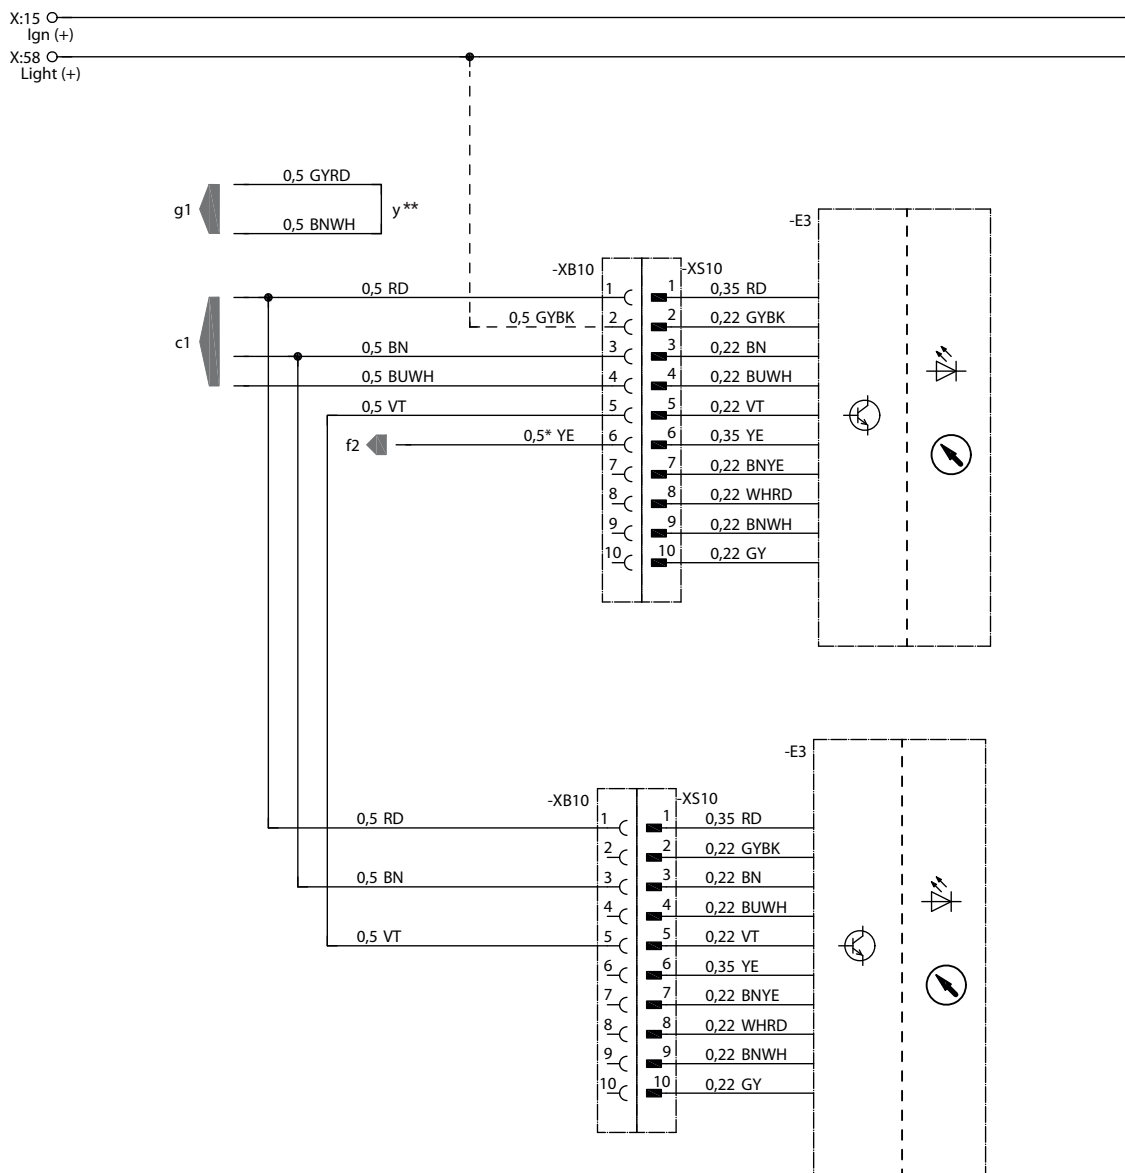 X:15
Ign (+)
X:58
Light (+)
0,5 GYRD
g1
y**
0,5 BNWH
-E3
-XB10
-XS10
0,5 RD
1
1
0,35 RD
0,5 GYBK
2
2
0,22 GYBK
c1
0,5 BN
3
3
0,22 BN
0,5 BUWH
4
4
0,22 BUWH
0,5 VT
5
5
0,22 VT
f2
0,5* YE
6
6
0,35 YE
7
7
0,22 BNYE
8
8
0,22 WHRD
9
9
0,22 BNWH
10
10
0,22 GY
-E3
-XB10
-XS10
0,5 RD
1
1
0,35 RD
2
2
0,22 GYBK
0,5 BN
3
3
0,22 BN
4
4
0,22 BUWH
0,5 VT
5
5
0,22 VT
6
6
0,35 YE
7
7
0,22 BNYE
8
8
0,22 WHRD
9
9
0,22 BNWH
10
10
0,22 GY